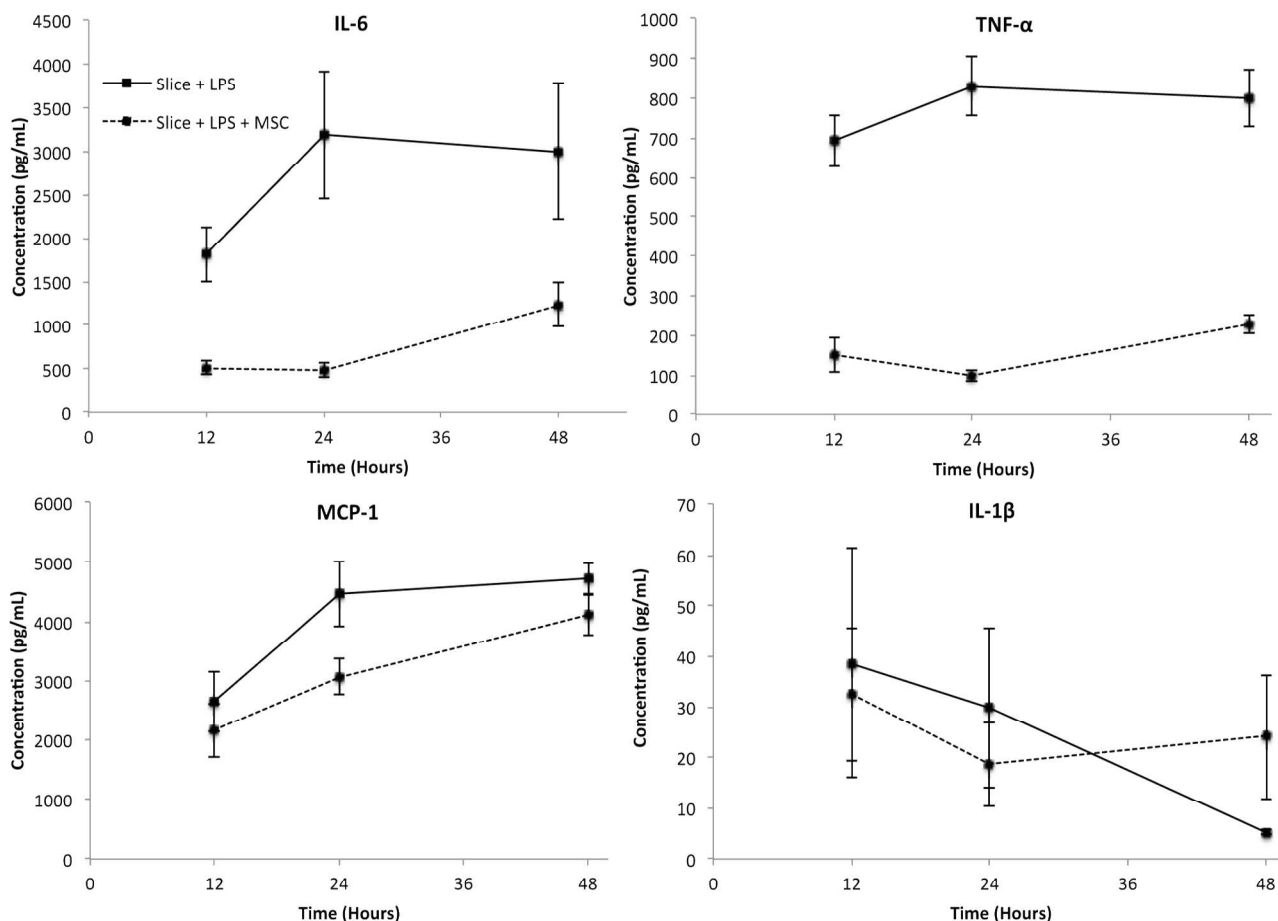 IL-6
4500
4000
3500
3000
2500
2000
1500
1000
500
0
Concentration (pg/mL)
Slice + LPS
Slice + LPS + MSC
0 12 24 36 48
Time (Hours)
TNF-α
1000
900
800
700
600
500
400
300
200
100
0
Concentration (pg/mL)
0 12 24 36 48
Time (Hours)
MCP-1
6000
5000
4000
3000
2000
1000
0
Concentration (pg/mL)
0 12 24 36 48
Time (Hours)
IL-1β
70
60
50
40
30
20
10
0
Concentration (pg/mL)
0 12 24 36 48
Time (Hours)